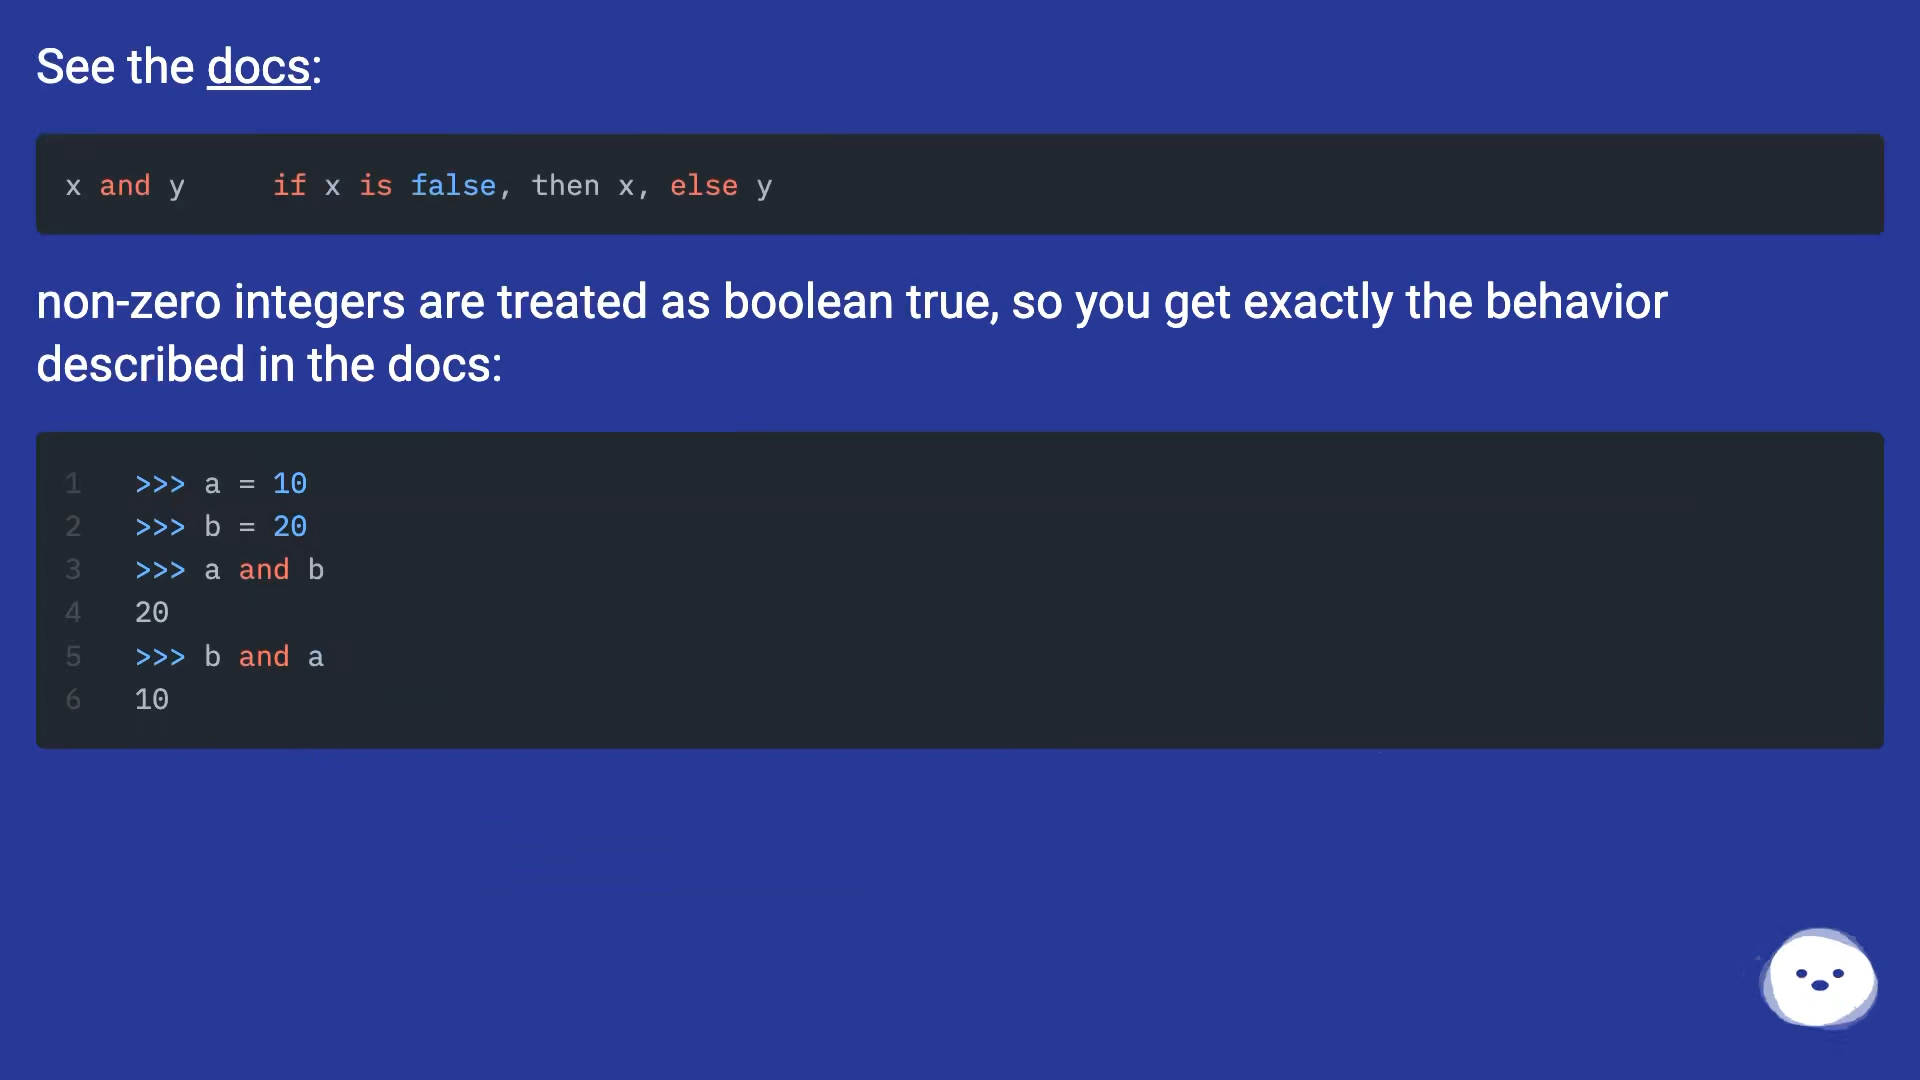 See the docs:
x and y     if x is false, then x, else y
non-zero integers are treated as boolean true, so you get exactly the behavior
described in the docs:
1   >>> a = 10
2   >>> b = 20
3   >>> a and b
4   20
5   >>> b and a
6   10